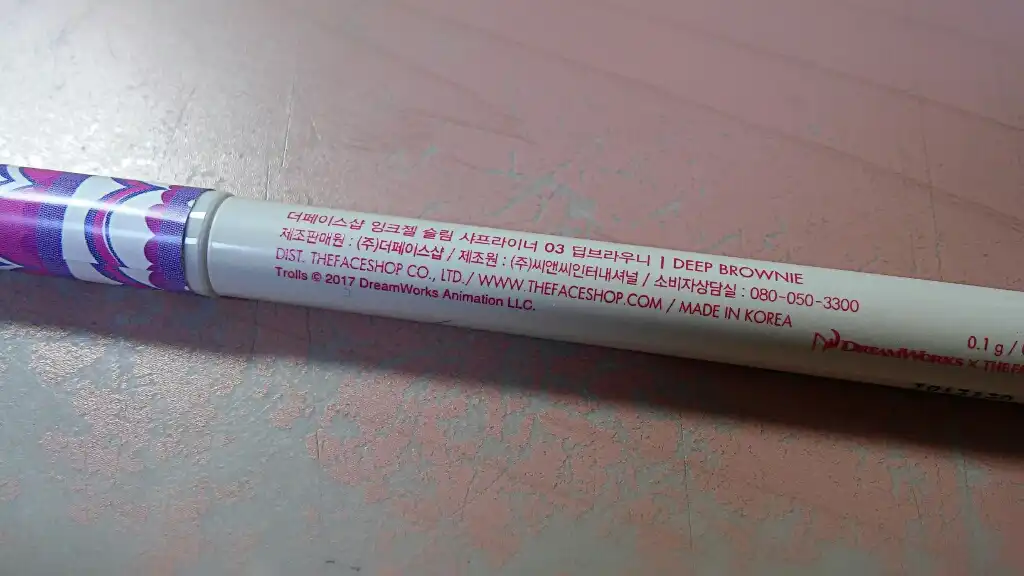 더페이스샵 잉크젤 슬림 샤프라이너 03 딥브라우니 | DEEP BROWNIE
제조판매원 : (주)더페이스샵 / 제조원 : (주)씨앤씨인터내셔널 / 소비자상담실 : 080-050-3300
DIST. THEFACESHOP CO., LTD./ WWW.THEFACESHOP.COM / MADE IN KOREA
Trolls © 2017 DreamWorks Animation LLC.
0.1 g /
DREAMWORKS X THEFA